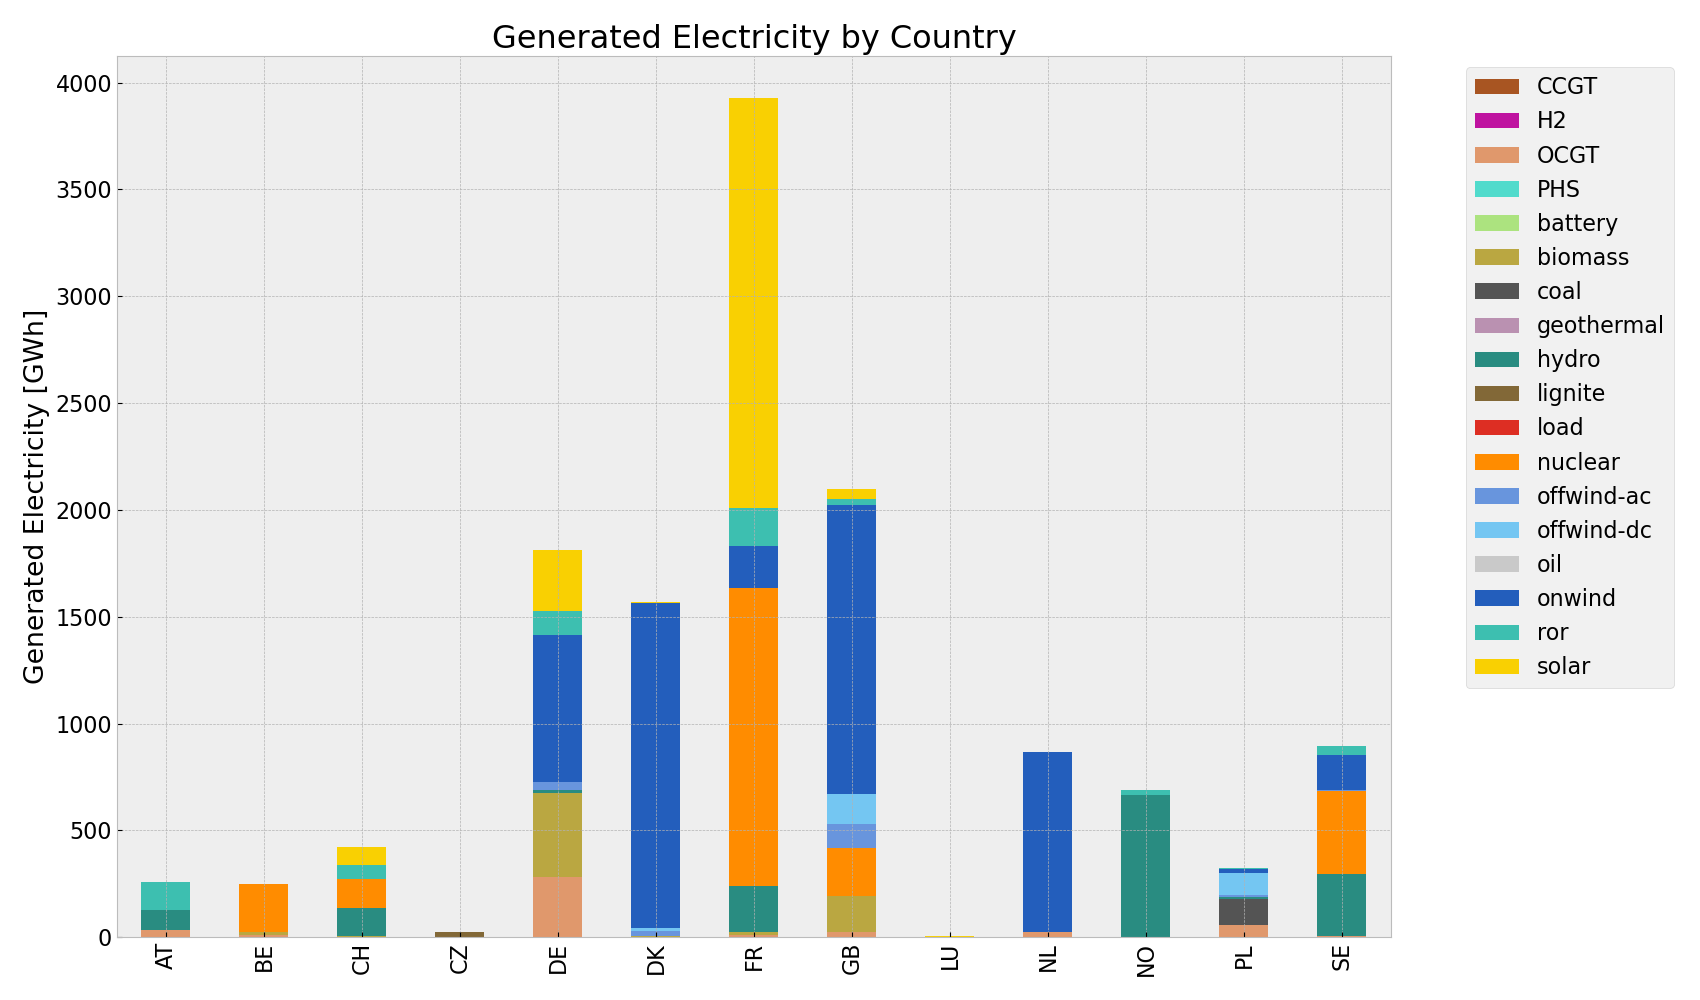 Generated Electricity by Country
Generated Electricity [GWh]
4000
3500
3000
2500
2000
1500
1000
500
0
AT
BE
CH
CZ
DE
DK
FR
GB
LU
NL
NO
PL
SE
CCGT
H2
OCGT
PHS
battery
biomass
coal
geothermal
hydro
lignite
load
nuclear
offwind-ac
offwind-dc
oil
onwind
ror
solar